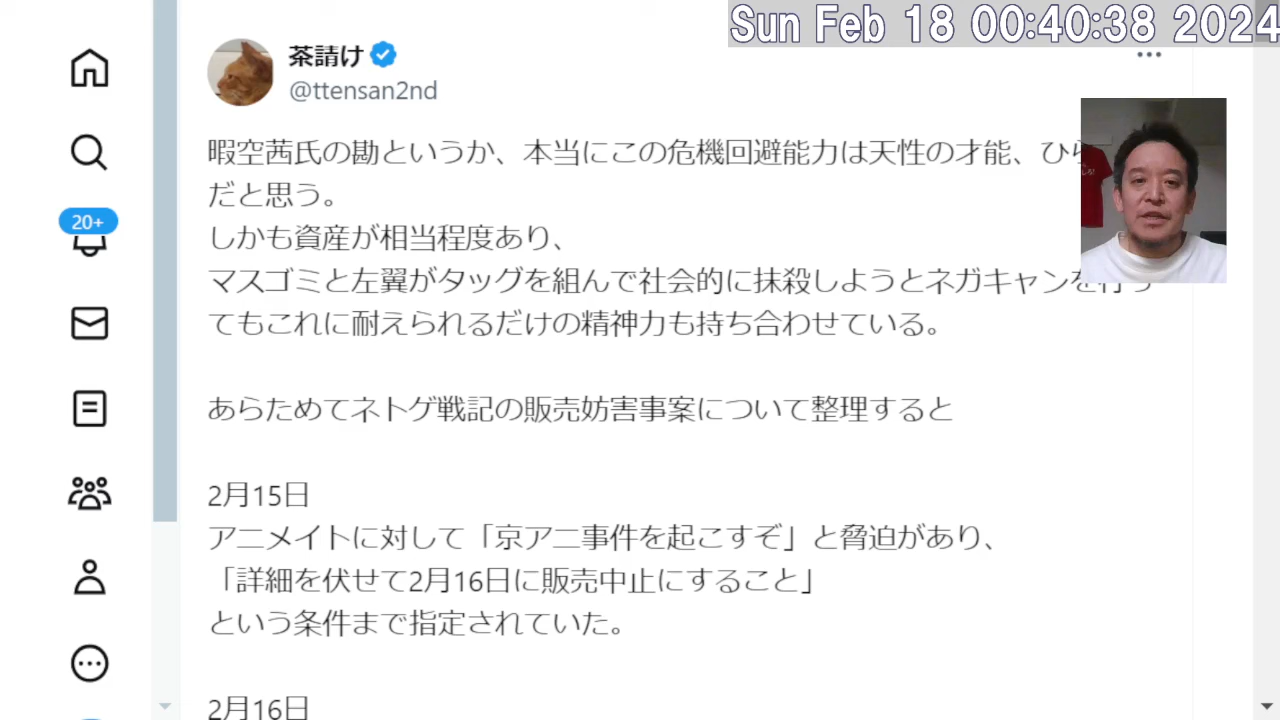 Sun Feb 18 00:40:38 2024
茶請け
@ttensan2nd
20+
暇空茜氏の勘というか、本当にこの危機回避能力は天性の才能、ひら
だと思う。
しかも資産が相当程度あり、
マスゴミと左翼がタッグを組んで社会的に抹殺しようとネガキャンを行っ
てもこれに耐えられるだけの精神力も持ち合わせている。
あらためてネトゲ戦記の販売妨害事案について整理すると
2月15日
アニメイトに対して「京アニ事件を起こすぞ」と脅迫があり、
「詳細を伏せて2月16日に販売中止にすること」
という条件まで指定されていた。
2月16日